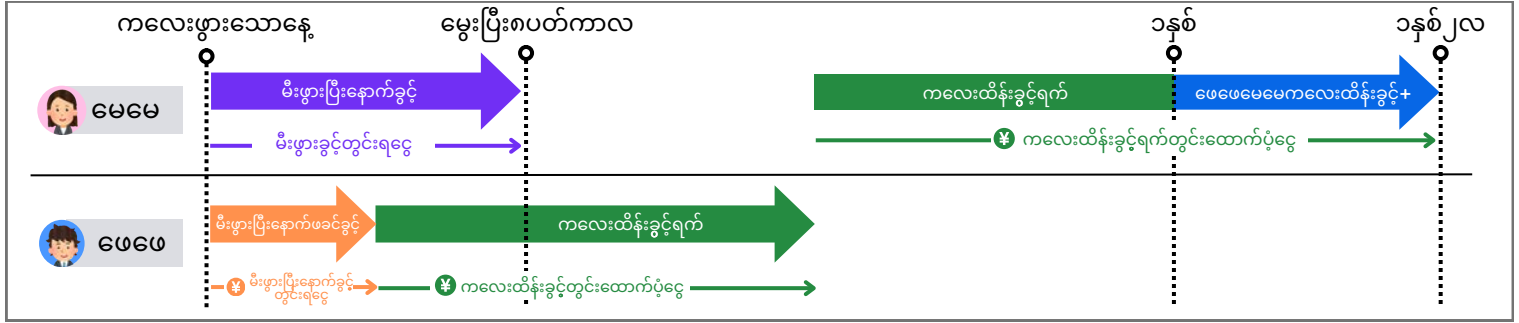 ကလေးဖွားသောနေ့ မွေးပြီး၈ပတ်ကာလ ၁နှစ် ၁နှစ်၂လ
မေမေ
မီးဖွားပြီးနောက်ခွင့်
ကလေးထိန်းခွင့်ရက်
ဖေဖေမေမေကလေးထိန်းခွင့်+
မီးဖွားခွင့်တွင်းရငွေ
¥ ကလေးထိန်းခွင့်ရက်တွင်းထောက်ပံ့ငွေ
ဖေဖေ
မီးဖွားပြီးနောက်ဖခင်ခွင့်
ကလေးထိန်းခွင့်ရက်
¥ မီးဖွားပြီးနောက်ခွင့်
တွင်းရငွေ
¥ ကလေးထိန်းခွင့်တွင်းထောက်ပံ့ငွေ